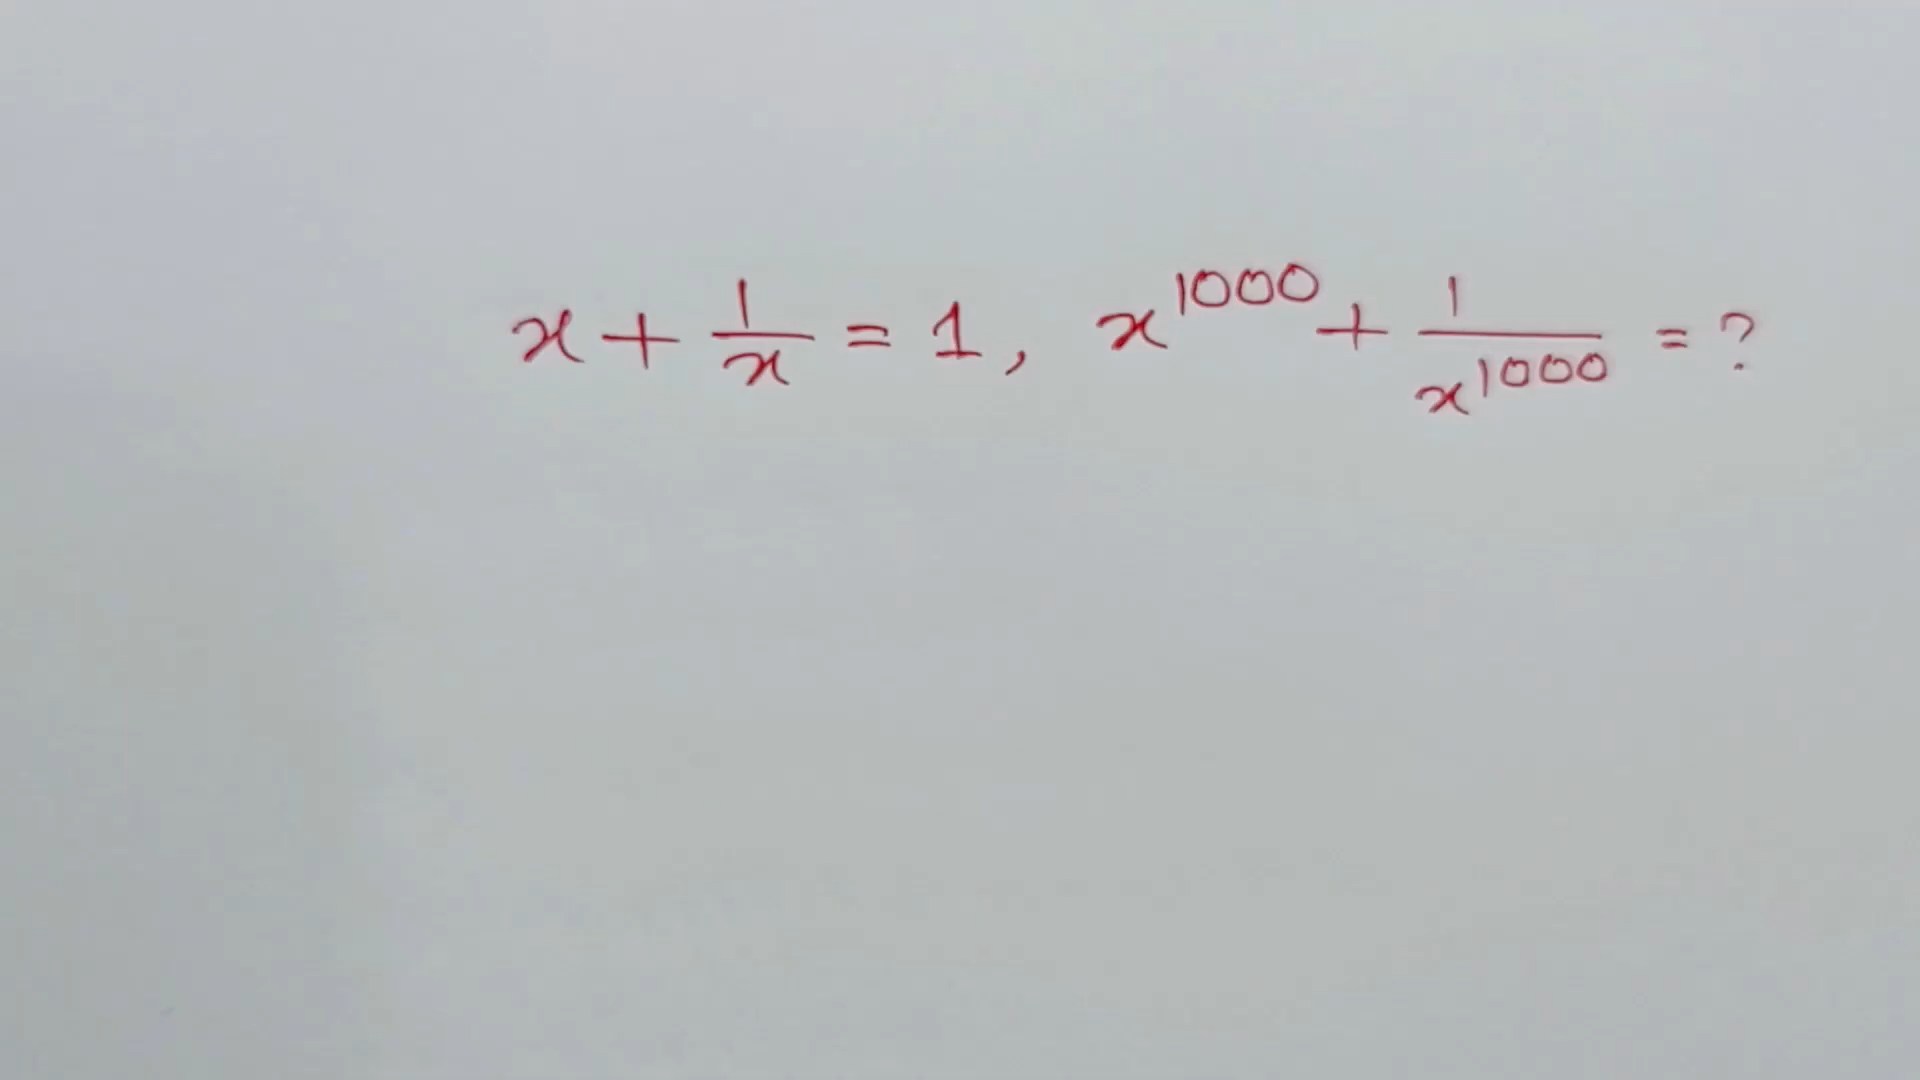 x + 1/x = 1, x^1000 + 1/x^1000 = ?